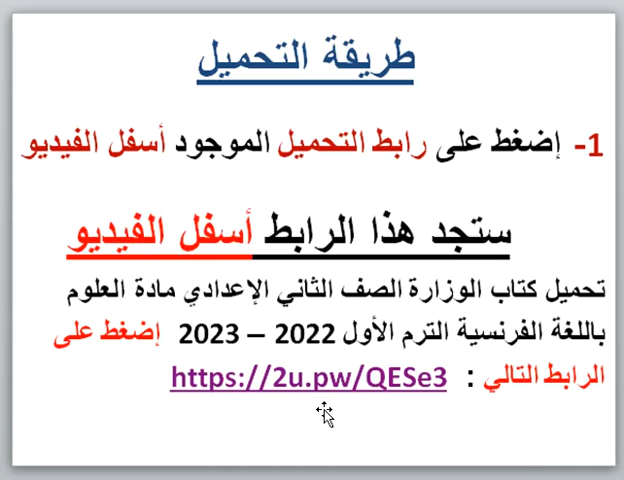 طريقة التحميل
1- إضغط على رابط التحميل الموجود أسفل الفيديو
ستجد هذا الرابط أسفل الفيديو
تحميل كتاب الوزارة الصف الثاني الإعدادي مادة العلوم
باللغة الفرنسية الترم الأول 2022 – 2023 إضغط على
الرابط التالي : https://2u.pw/QESe3